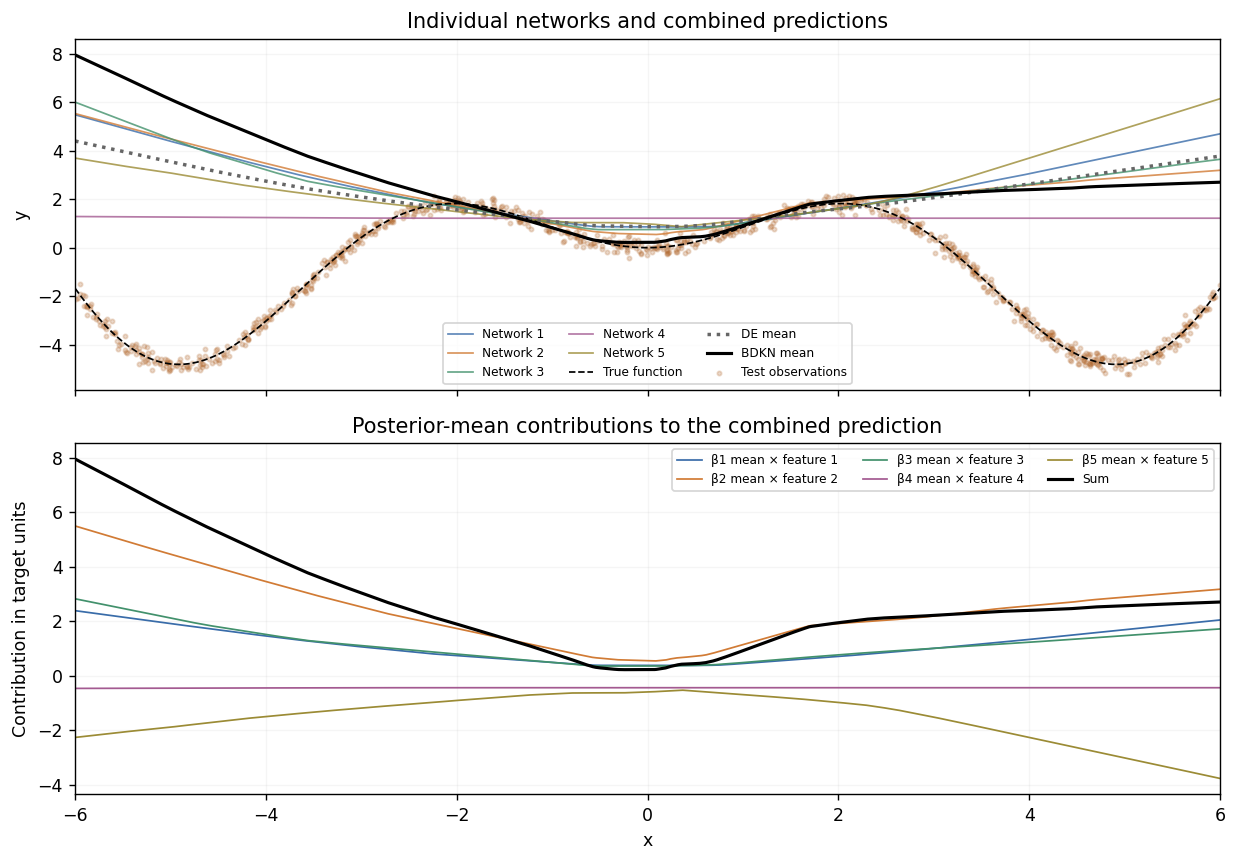 Individual networks and combined predictions
8
6
4
2
0
−2
−4
y
Network 1
Network 2
Network 3
Network 4
Network 5
True function
DE mean
BDKN mean
Test observations
Posterior-mean contributions to the combined prediction
8
6
4
2
0
−2
−4
Contribution in target units
β1 mean × feature 1
β2 mean × feature 2
β3 mean × feature 3
β4 mean × feature 4
β5 mean × feature 5
Sum
−6
−4
−2
0
2
4
6
x